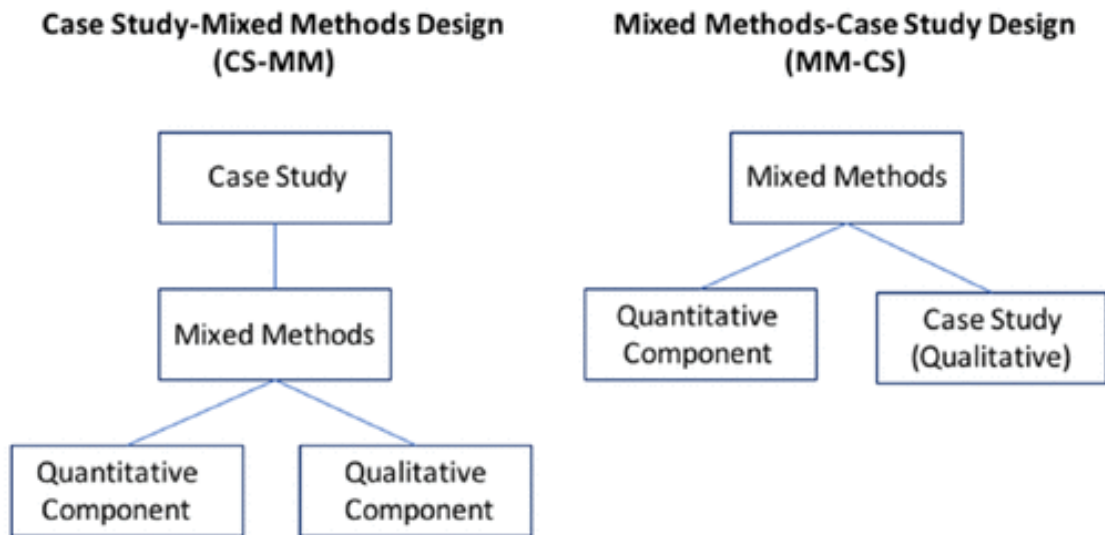 Case Study-Mixed Methods Design
(CS-MM)
Case Study
Mixed Methods
Quantitative
Component
Qualitative
Component
Mixed Methods-Case Study Design
(MM-CS)
Mixed Methods
Quantitative
Component
Case Study
(Qualitative)